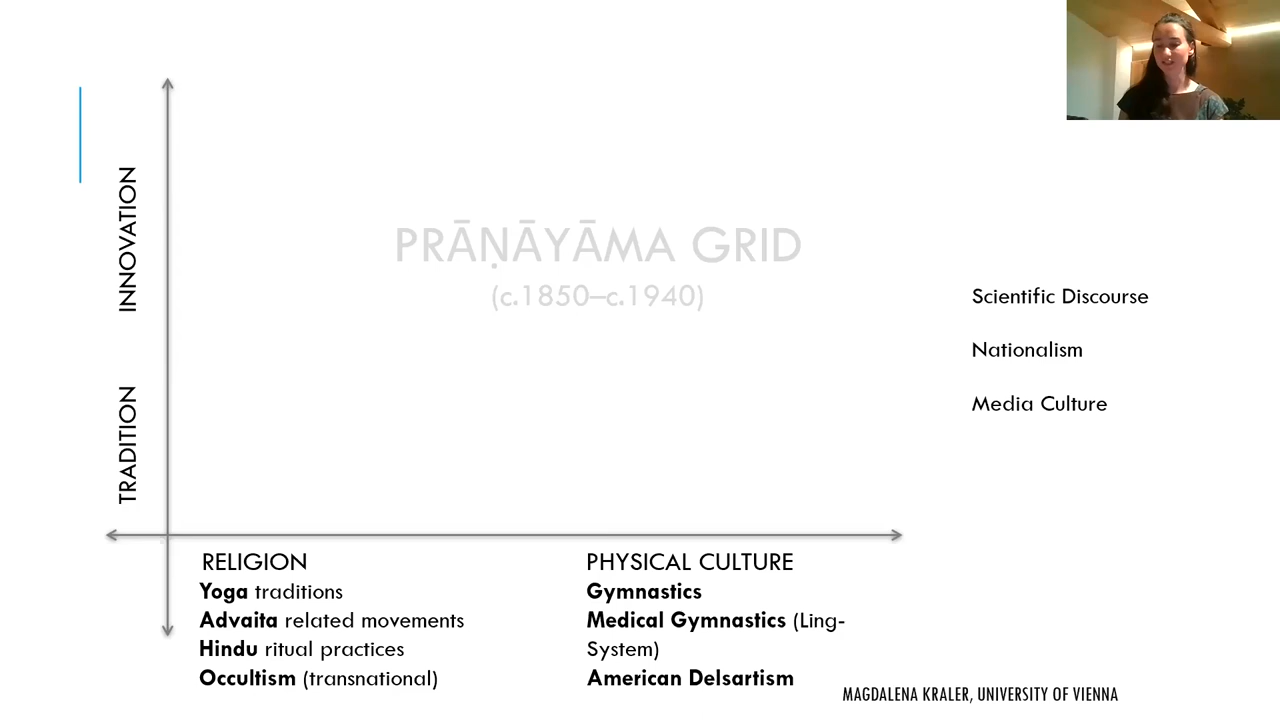 INNOVATION
TRADITION
PRĀṆĀYĀMA GRID
(c.1850–c.1940)
Scientific Discourse
Nationalism
Media Culture
RELIGION
Yoga traditions
Advaita related movements
Hindu ritual practices
Occultism (transnational)
PHYSICAL CULTURE
Gymnastics
Medical Gymnastics (Ling-
System)
American Delsartism
MAGDALENA KRALER, UNIVERSITY OF VIENNA